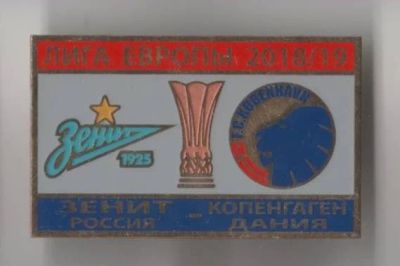 ЛИГА ЕВРОПЫ 2018/19
Зенит
1925
F.C. KØBENHAVN
ЗЕНИТ - КОПЕНГАГЕН
РОССИЯ ДАНИЯ